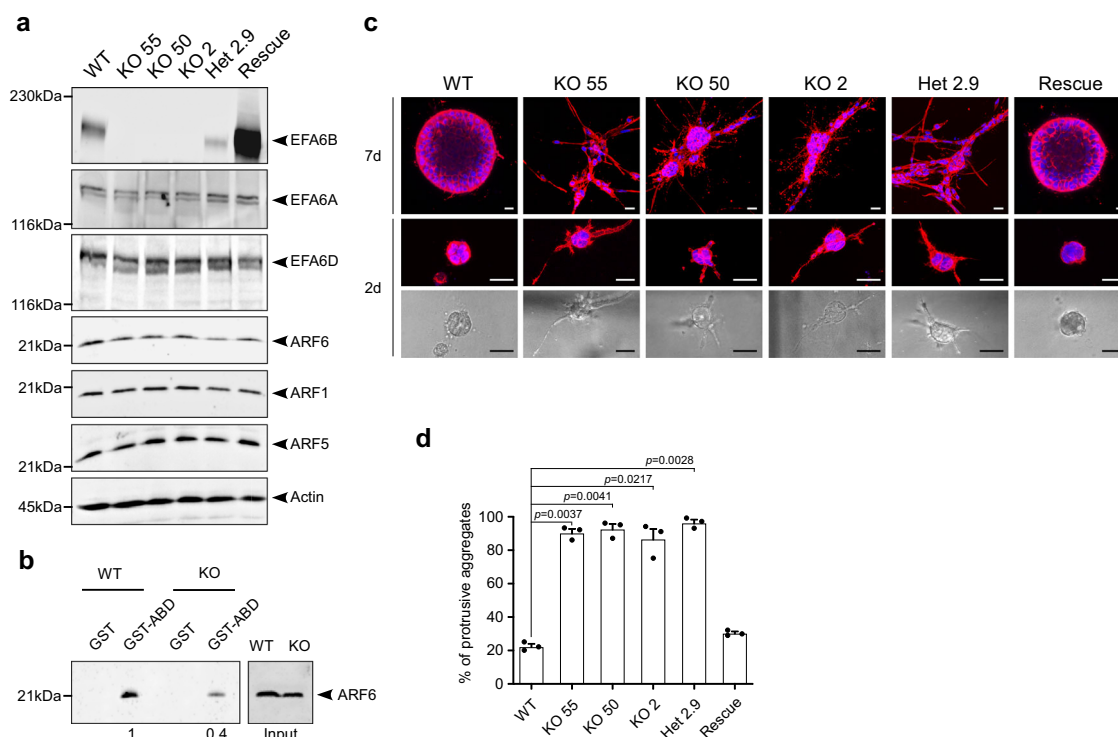 a
WT KO 55 KO 50 KO 2 Het 2.9 Rescue
230kDa
EFA6B
EFA6A
116kDa
EFA6D
116kDa
21kDa
ARF6
21kDa
ARF1
ARF5
21kDa
Actin
45kDa
b
WT KO
GST GST-ABD GST GST-ABD WT KO
21kDa
ARF6
1 0.4 Input
c
WT KO 55 KO 50 KO 2 Het 2.9 Rescue
7d
2d
d
p=0.0028
p=0.0217
p=0.0041
p=0.0037
% of protrusive aggregates
100
80
60
40
20
0
WT KO 55 KO 50 KO 2 Het 2.9 Rescue